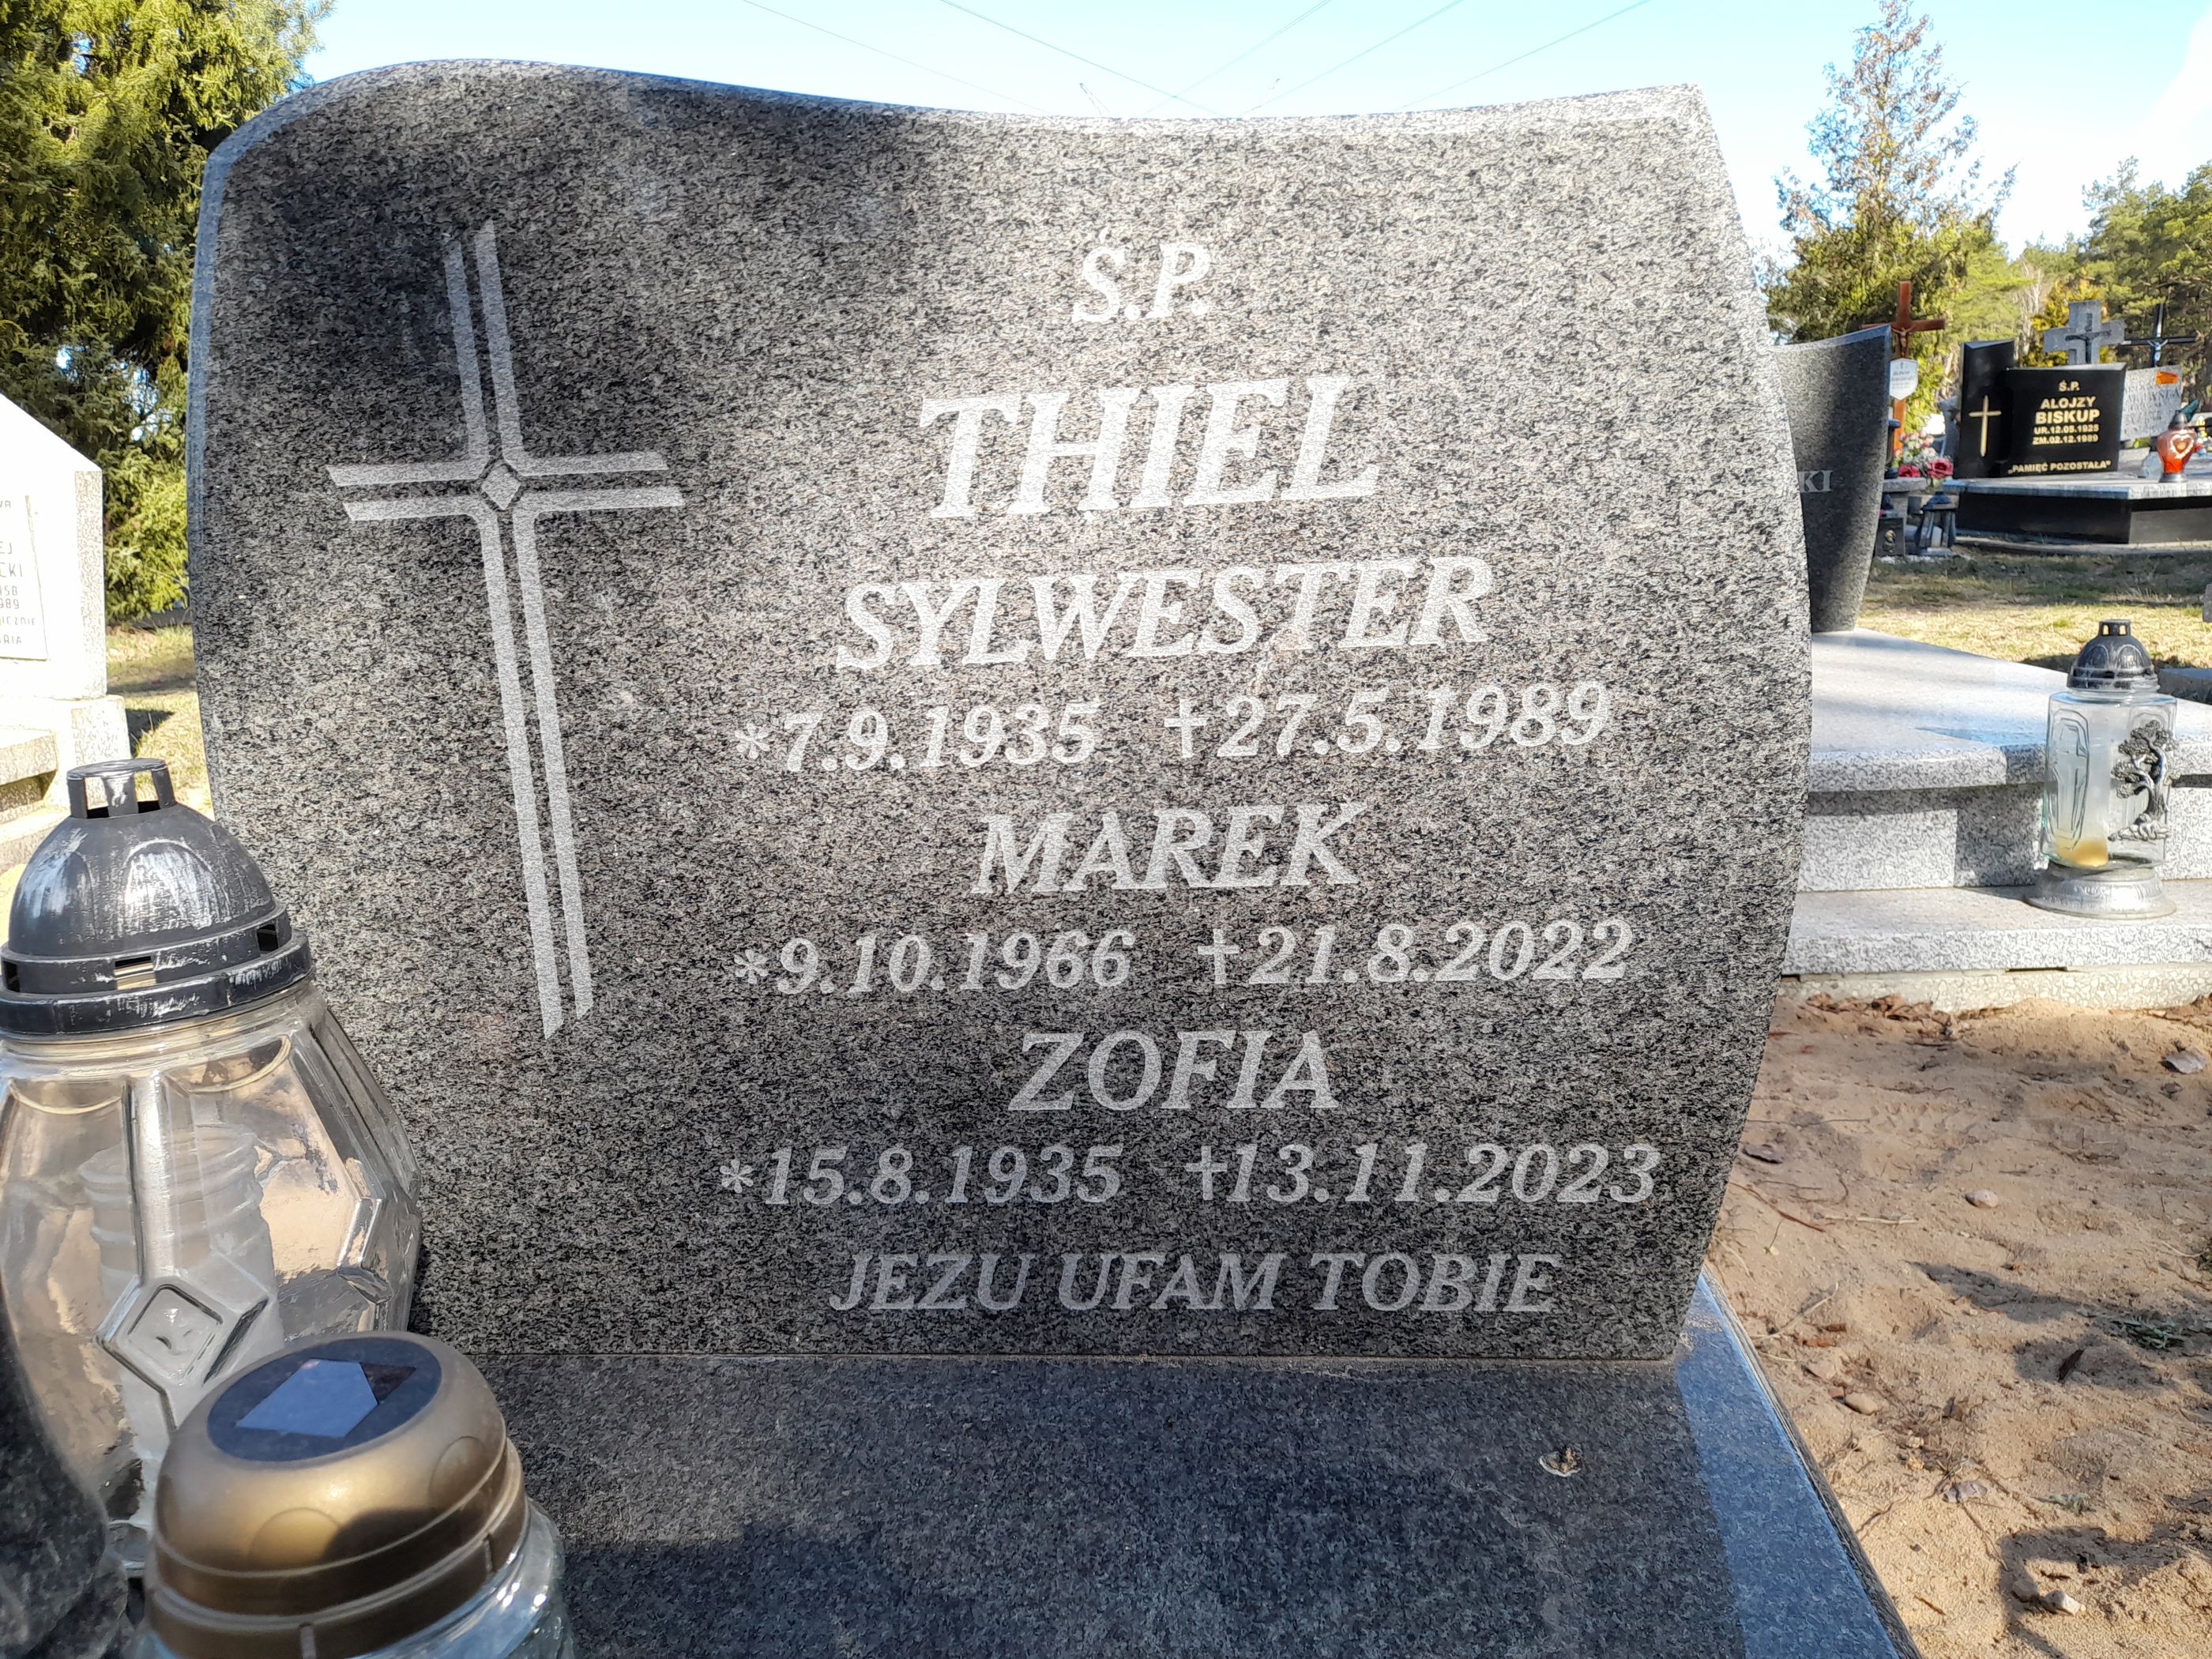 Ś.P.
THIEL
SYLWESTER
*7.9.1935 †27.5.1989
MAREK
*9.10.1966 †21.8.2022
ZOFIA
*15.8.1935 †13.11.2023
JEZU UFAM TOBIE
Ś.P.
ALOJZY
BISKUP
UR.12.05.1925
ZM.02.12.1989
„PAMIĘĆ POZOSTAŁA"